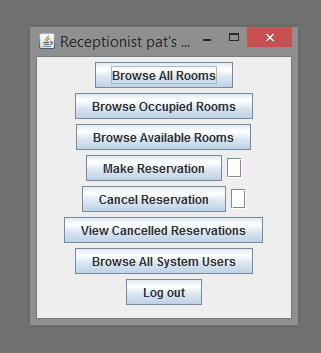 Receptionist pat's ...
Browse All Rooms
Browse Occupied Rooms
Browse Available Rooms
Make Reservation
Cancel Reservation
View Cancelled Reservations
Browse All System Users
Log out